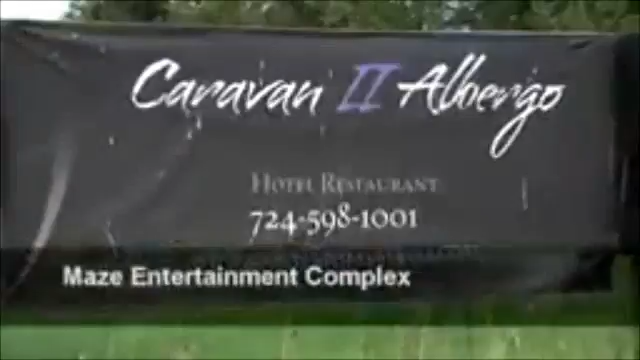 Caravan II Albergo
HOTEL RESTAURANT
724-598-1001
Maze Entertainment Complex